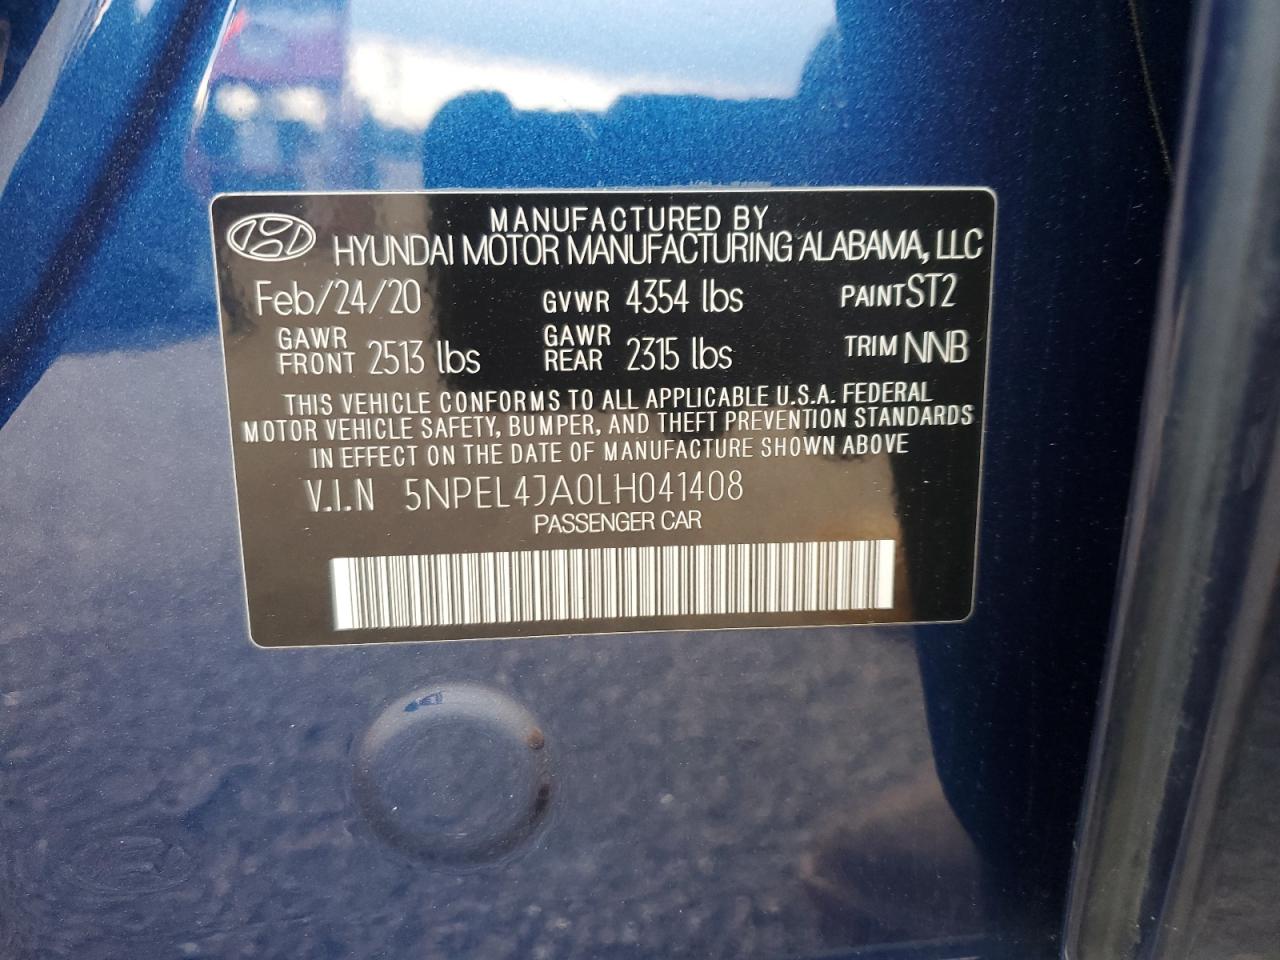 MANUFACTURED BY
HYUNDAI MOTOR MANUFACTURING ALABAMA, LLC
Feb/24/20 GVWR 4354 lbs PAINT ST2
GAWR FRONT 2513 lbs GAWR REAR 2315 lbs TRIM NNB
THIS VEHICLE CONFORMS TO ALL APPLICABLE U.S.A. FEDERAL
MOTOR VEHICLE SAFETY, BUMPER, AND THEFT PREVENTION STANDARDS
IN EFFECT ON THE DATE OF MANUFACTURE SHOWN ABOVE
V.I.N 5NPEL4JA0LH041408
PASSENGER CAR